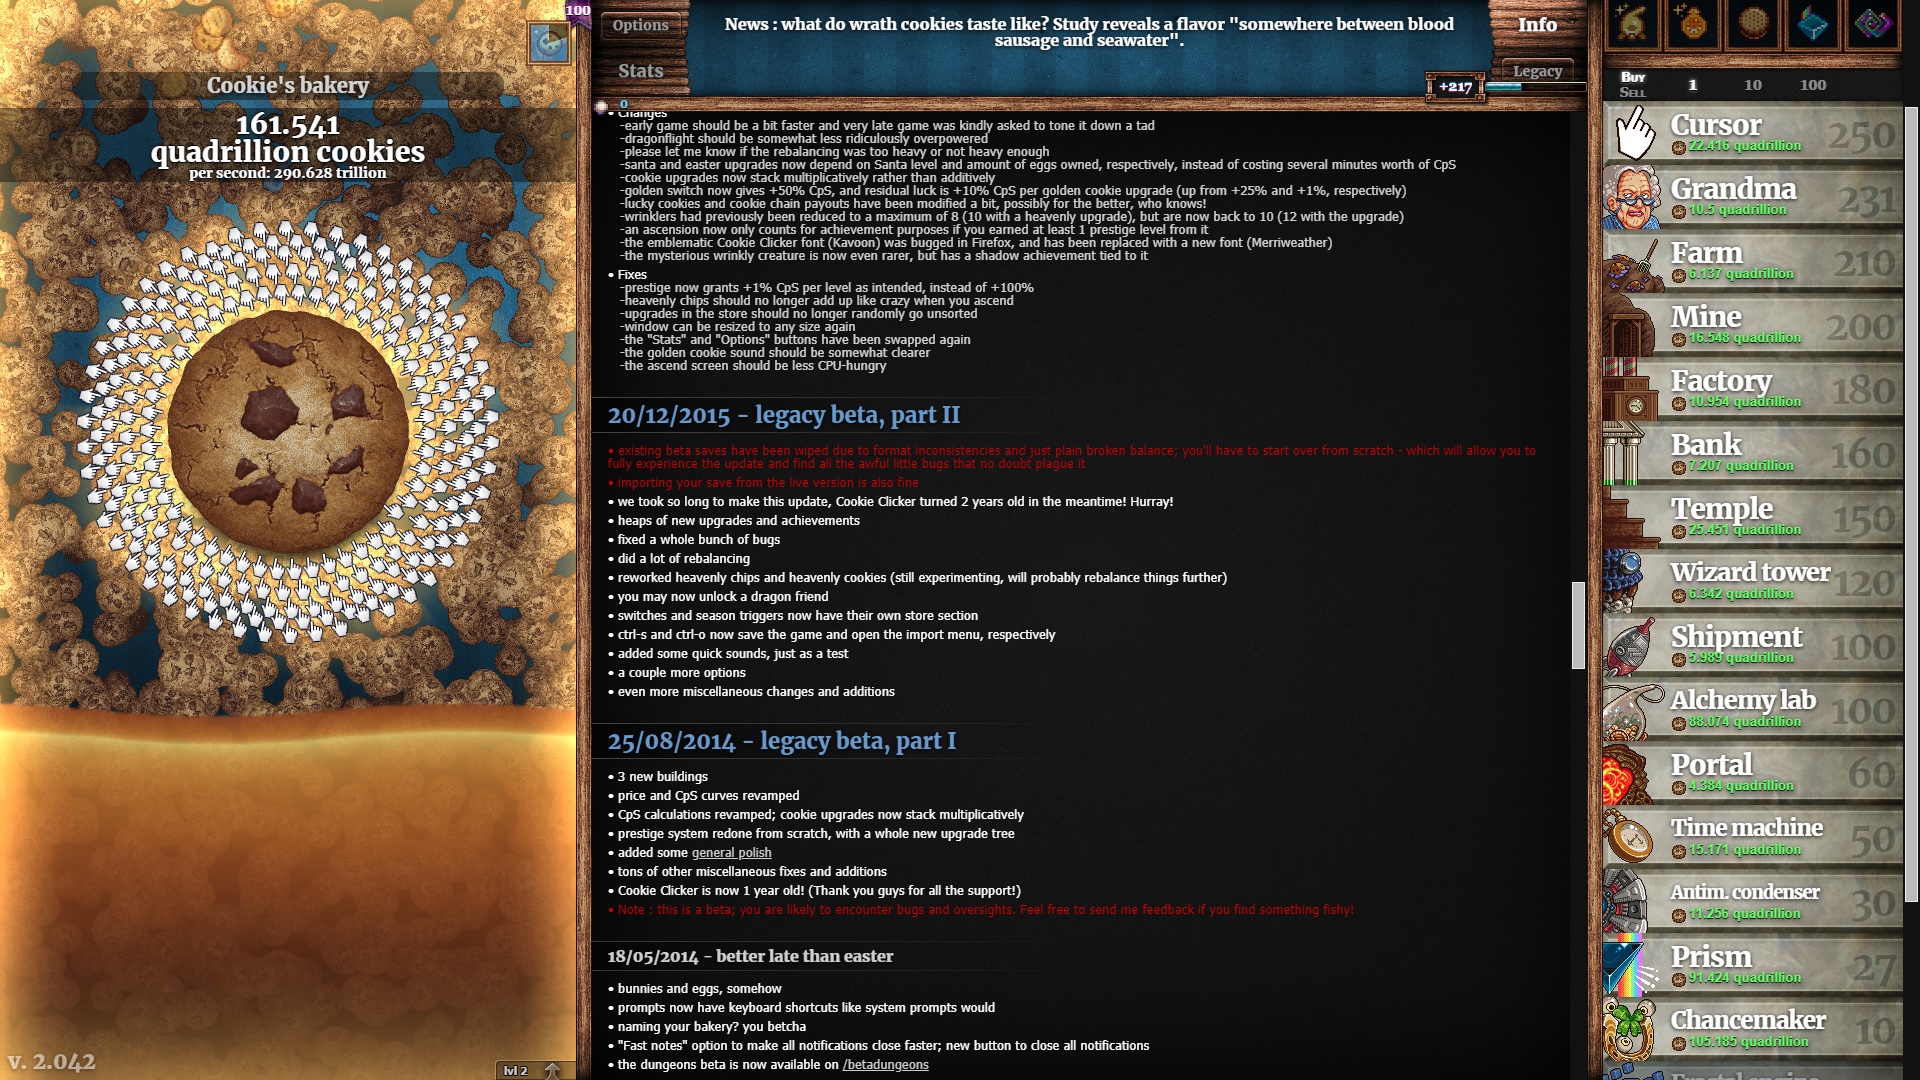 100
Cookie's bakery
161.541
quadrillion cookies
per second: 290.628 trillion
v. 2.042
lvl 2
Options
Stats
News : what do wrath cookies taste like? Study reveals a flavor "somewhere between blood
sausage and seawater".
Info
Legacy
+217
0
• Changes
-early game should be a bit faster and very late game was kindly asked to tone it down a tad
-dragonflight should be somewhat less ridiculously overpowered
-please let me know if the rebalancing was too heavy or not heavy enough
-santa and easter upgrades now depend on Santa level and amount of eggs owned, respectively, instead of costing several minutes worth of CpS
-cookie upgrades now stack multiplicatively rather than additively
-golden switch now gives +50% CpS, and residual luck is +10% CpS per golden cookie upgrade (up from +25% and +1%, respectively)
-lucky cookies and cookie chain payouts have been modified a bit, possibly for the better, who knows!
-wrinklers had previously been reduced to a maximum of 8 (10 with a heavenly upgrade), but are now back to 10 (12 with the upgrade)
-an ascension now only counts for achievement purposes if you earned at least 1 prestige level from it
-the emblematic Cookie Clicker font (Kavoon) was bugged in Firefox, and has been replaced with a new font (Merriweather)
-the mysterious wrinkly creature is now even rarer, but has a shadow achievement tied to it
• Fixes
-prestige now grants +1% CpS per level as intended, instead of +100%
-heavenly chips should no longer add up like crazy when you ascend
-upgrades in the store should no longer randomly go unsorted
-window can be resized to any size again
-the "Stats" and "Options" buttons have been swapped again
-the golden cookie sound should be somewhat clearer
-the ascend screen should be less CPU-hungry
20/12/2015 - legacy beta, part II
• existing beta saves have been wiped due to format inconsistencies and just plain broken balance; you'll have to start over from scratch - which will allow you to
fully experience the update and find all the awful little bugs that no doubt plague it
• importing your save from the live version is also fine
• we took so long to make this update, Cookie Clicker turned 2 years old in the meantime! Hurray!
• heaps of new upgrades and achievements
• fixed a whole bunch of bugs
• did a lot of rebalancing
• reworked heavenly chips and heavenly cookies (still experimenting, will probably rebalance things further)
• you may now unlock a dragon friend
• switches and season triggers now have their own store section
• ctrl-s and ctrl-o now save the game and open the import menu, respectively
• added some quick sounds, just as a test
• a couple more options
• even more miscellaneous changes and additions
25/08/2014 - legacy beta, part I
• 3 new buildings
• price and CpS curves revamped
• CpS calculations revamped; cookie upgrades now stack multiplicatively
• prestige system redone from scratch, with a whole new upgrade tree
• added some general polish
• tons of other miscellaneous fixes and additions
• Cookie Clicker is now 1 year old! (Thank you guys for all the support!)
• Note : this is a beta; you are likely to encounter bugs and oversights. Feel free to send me feedback if you find something fishy!
18/05/2014 - better late than easter
• bunnies and eggs, somehow
• prompts now have keyboard shortcuts like system prompts would
• naming your bakery? you betcha
• "Fast notes" option to make all notifications close faster; new button to close all notifications
• the dungeons beta is now available on /betadungeons
Buy
Sell
1 10 100
Cursor 250
22.416 quadrillion
Grandma 231
10.5 quadrillion
Farm 210
6.137 quadrillion
Mine 200
16.548 quadrillion
Factory 180
10.954 quadrillion
Bank 160
7.207 quadrillion
Temple 150
25.451 quadrillion
Wizard tower 120
6.342 quadrillion
Shipment 100
5.989 quadrillion
Alchemy lab 100
88.074 quadrillion
Portal 60
4.384 quadrillion
Time machine 50
15.171 quadrillion
Antim. condenser 30
11.256 quadrillion
Prism 27
91.424 quadrillion
Chancemaker 10
105.185 quadrillion
Fractal engine